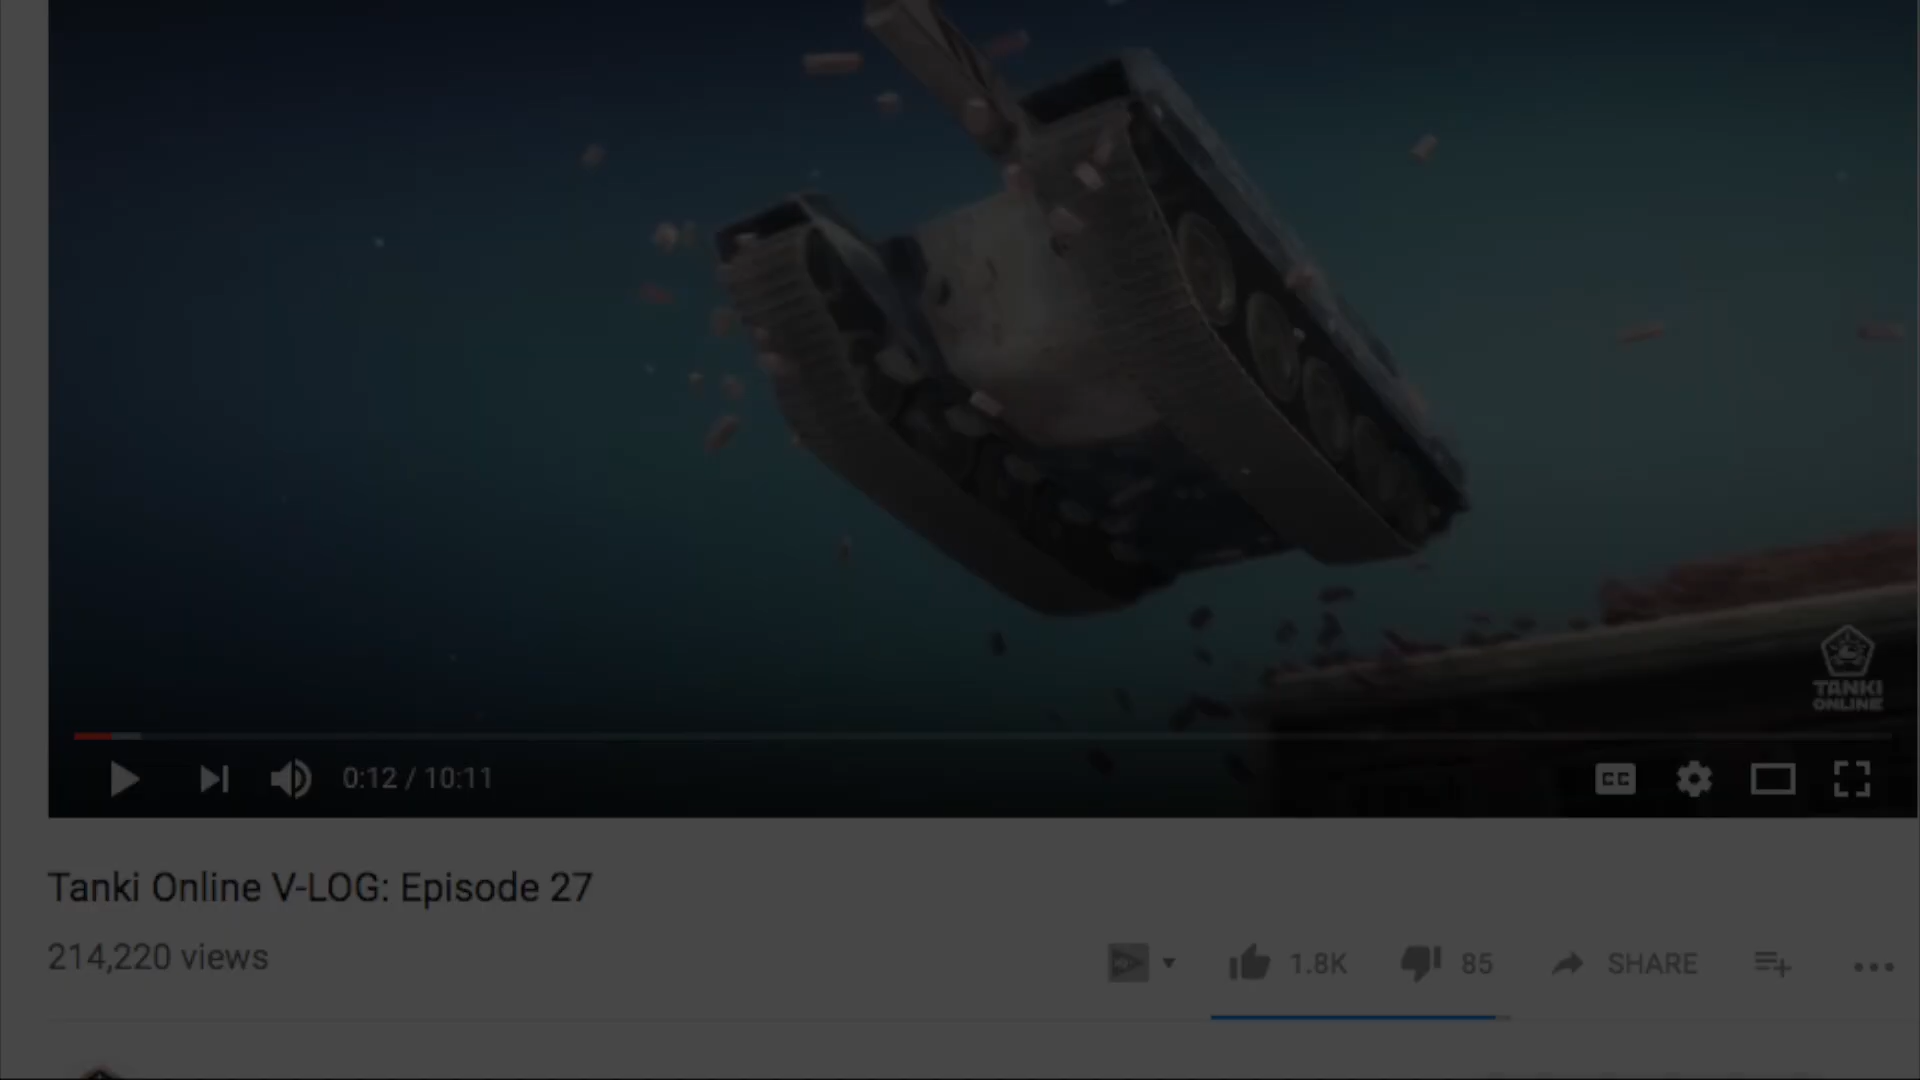 TANKI
ONLINE
0:12 / 10:11
CC
Tanki Online V-LOG: Episode 27
214,220 views
1.8K
85
SHARE